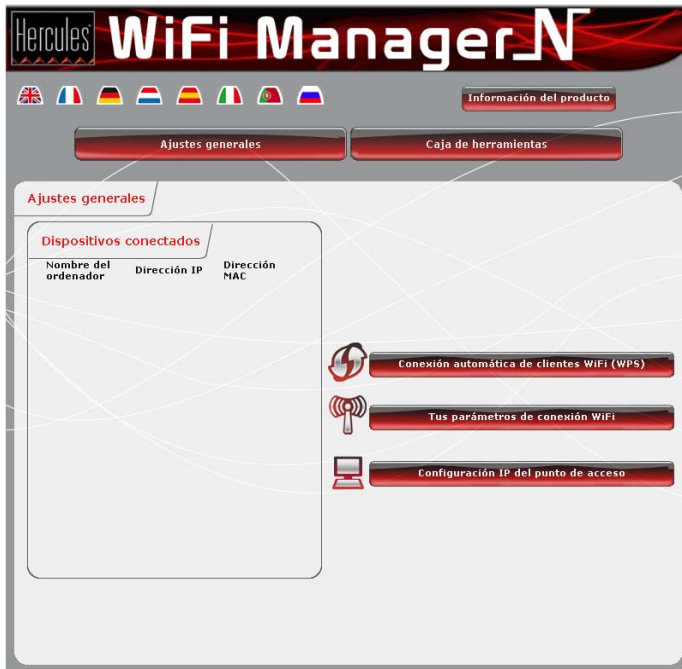 Hercules WiFi Manager_N
Información del producto
Ajustes generales
Caja de herramientas
Ajustes generales
Dispositivos conectados
Nombre del ordenador
Dirección IP
Dirección MAC
Conexión automática de clientes WiFi (WPS)
Tus parámetros de conexión WiFi
Configuración IP del punto de acceso